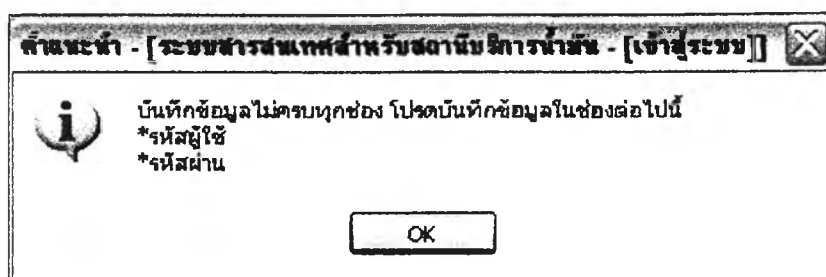 คำแนะนำ - [ระบบสารสนเทศสำหรับสถานีบริการน้ำมัน - [เข้าสู่ระบบ]]
บันทึกข้อมูลไม่ครบทุกช่อง โปรดบันทึกข้อมูลในช่องต่อไปนี้
*รหัสผู้ใช้
*รหัสผ่าน
OK